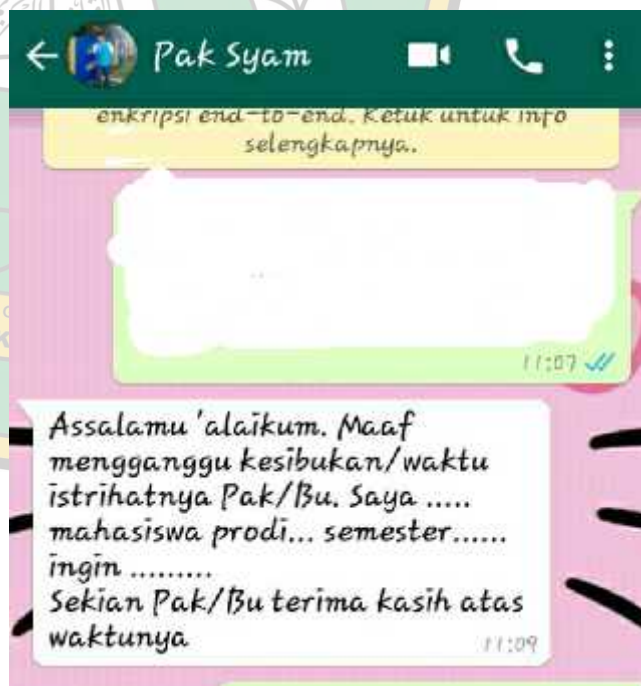 Pak Syam
enkripsi end-to-end. Ketuk untuk info
selengkapnya.
11:07
Assalamu 'alaikum. Maaf
mengganggu kesibukan/waktu
istrihatnya Pak/Bu. Saya .....
mahasiswa prodi... semester......
ingin .........
Sekian Pak/Bu terima kasih atas
waktunya
11:09